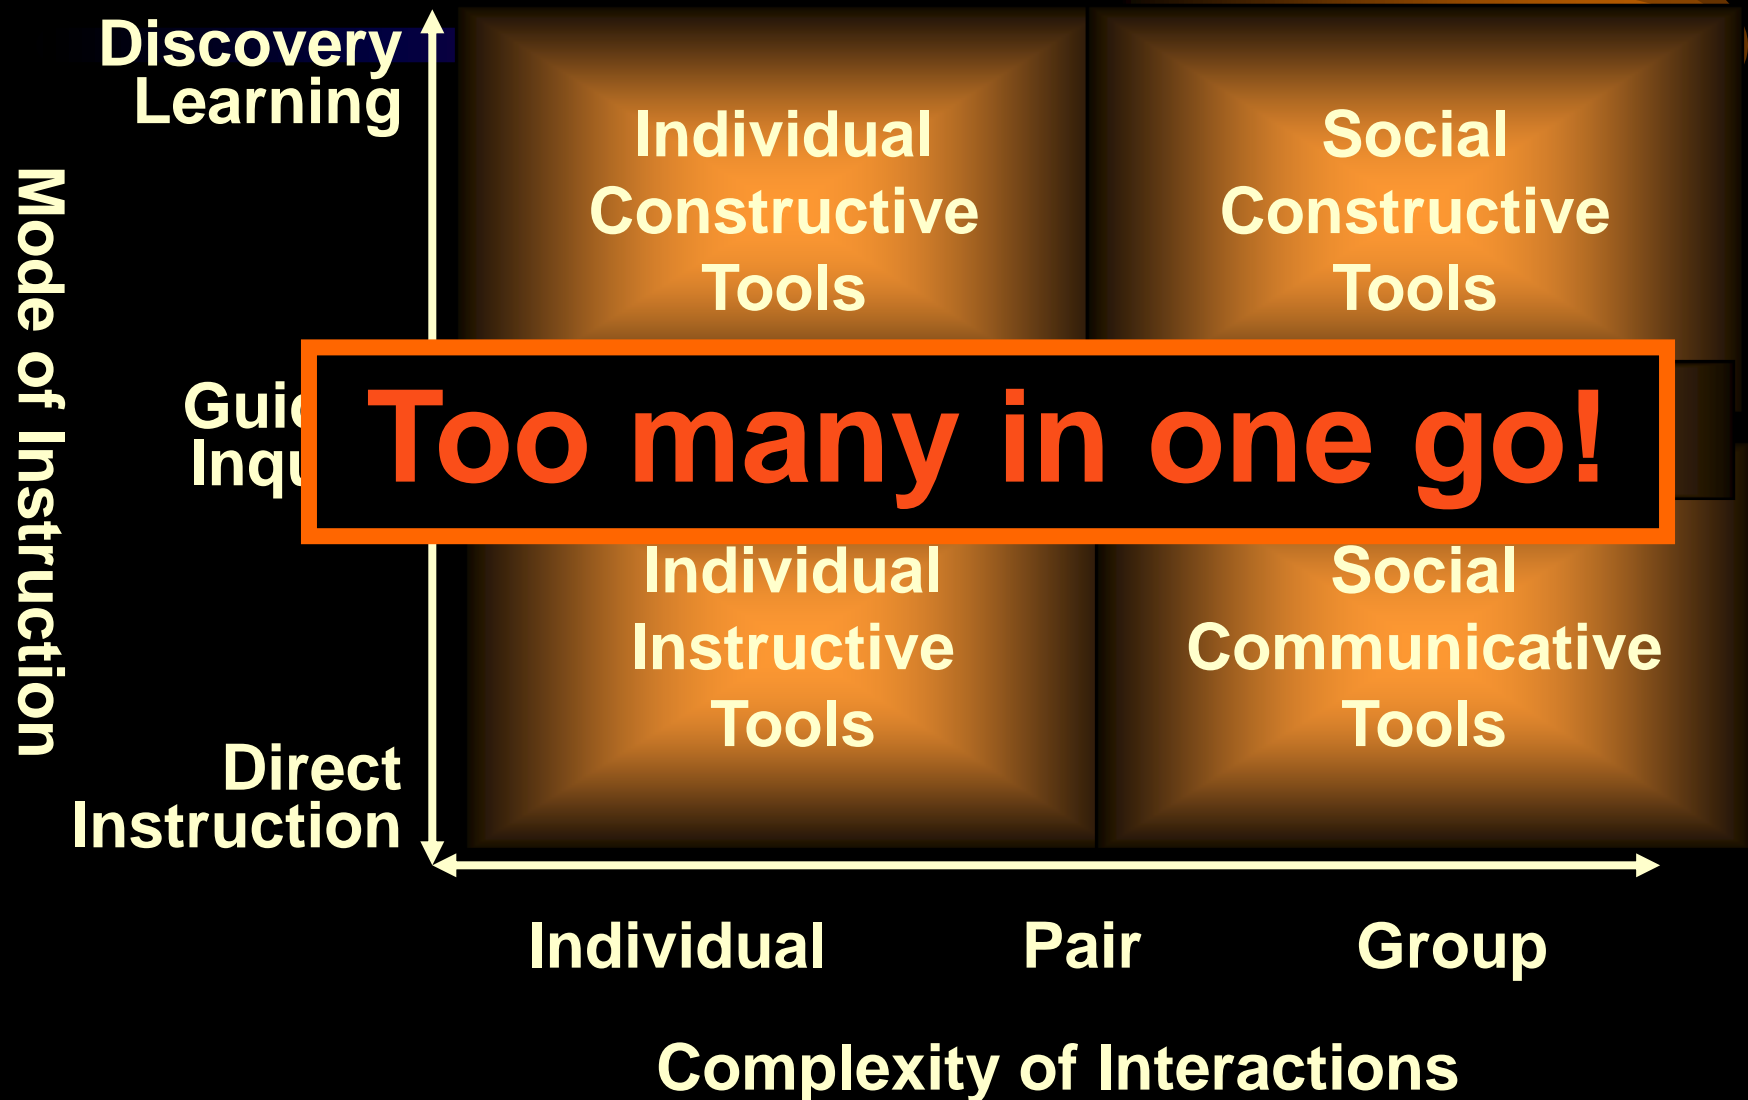 Discovery
Learning
Mode of Instruction
Individual
Constructive
Tools
Social
Constructive
Tools
Too many in one go!
Individual
Instructive
Tools
Social
Communicative
Tools
Direct
Instruction
Individual Pair Group
Complexity of Interactions